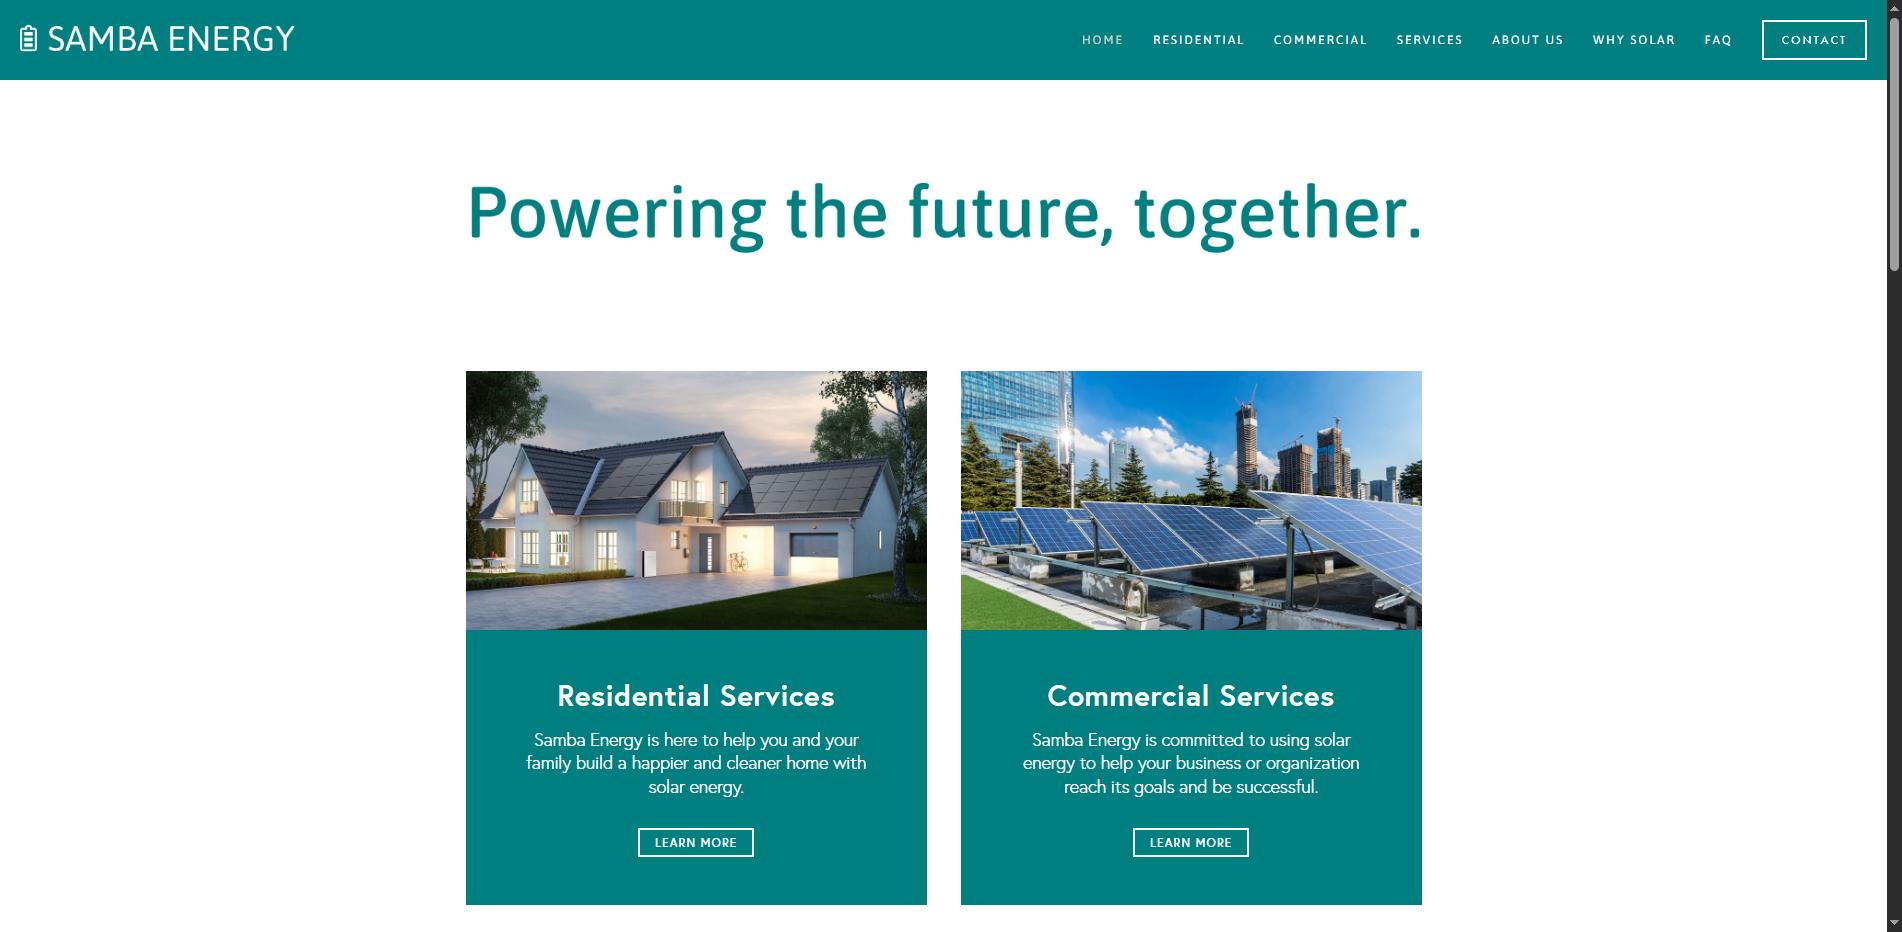 SAMBA ENERGY
HOME RESIDENTIAL COMMERCIAL SERVICES ABOUT US WHY SOLAR FAQ CONTACT
Powering the future, together.
Residential Services
Samba Energy is here to help you and your
family build a happier and cleaner home with
solar energy.
LEARN MORE
Commercial Services
Samba Energy is committed to using solar
energy to help your business or organization
reach its goals and be successful.
LEARN MORE